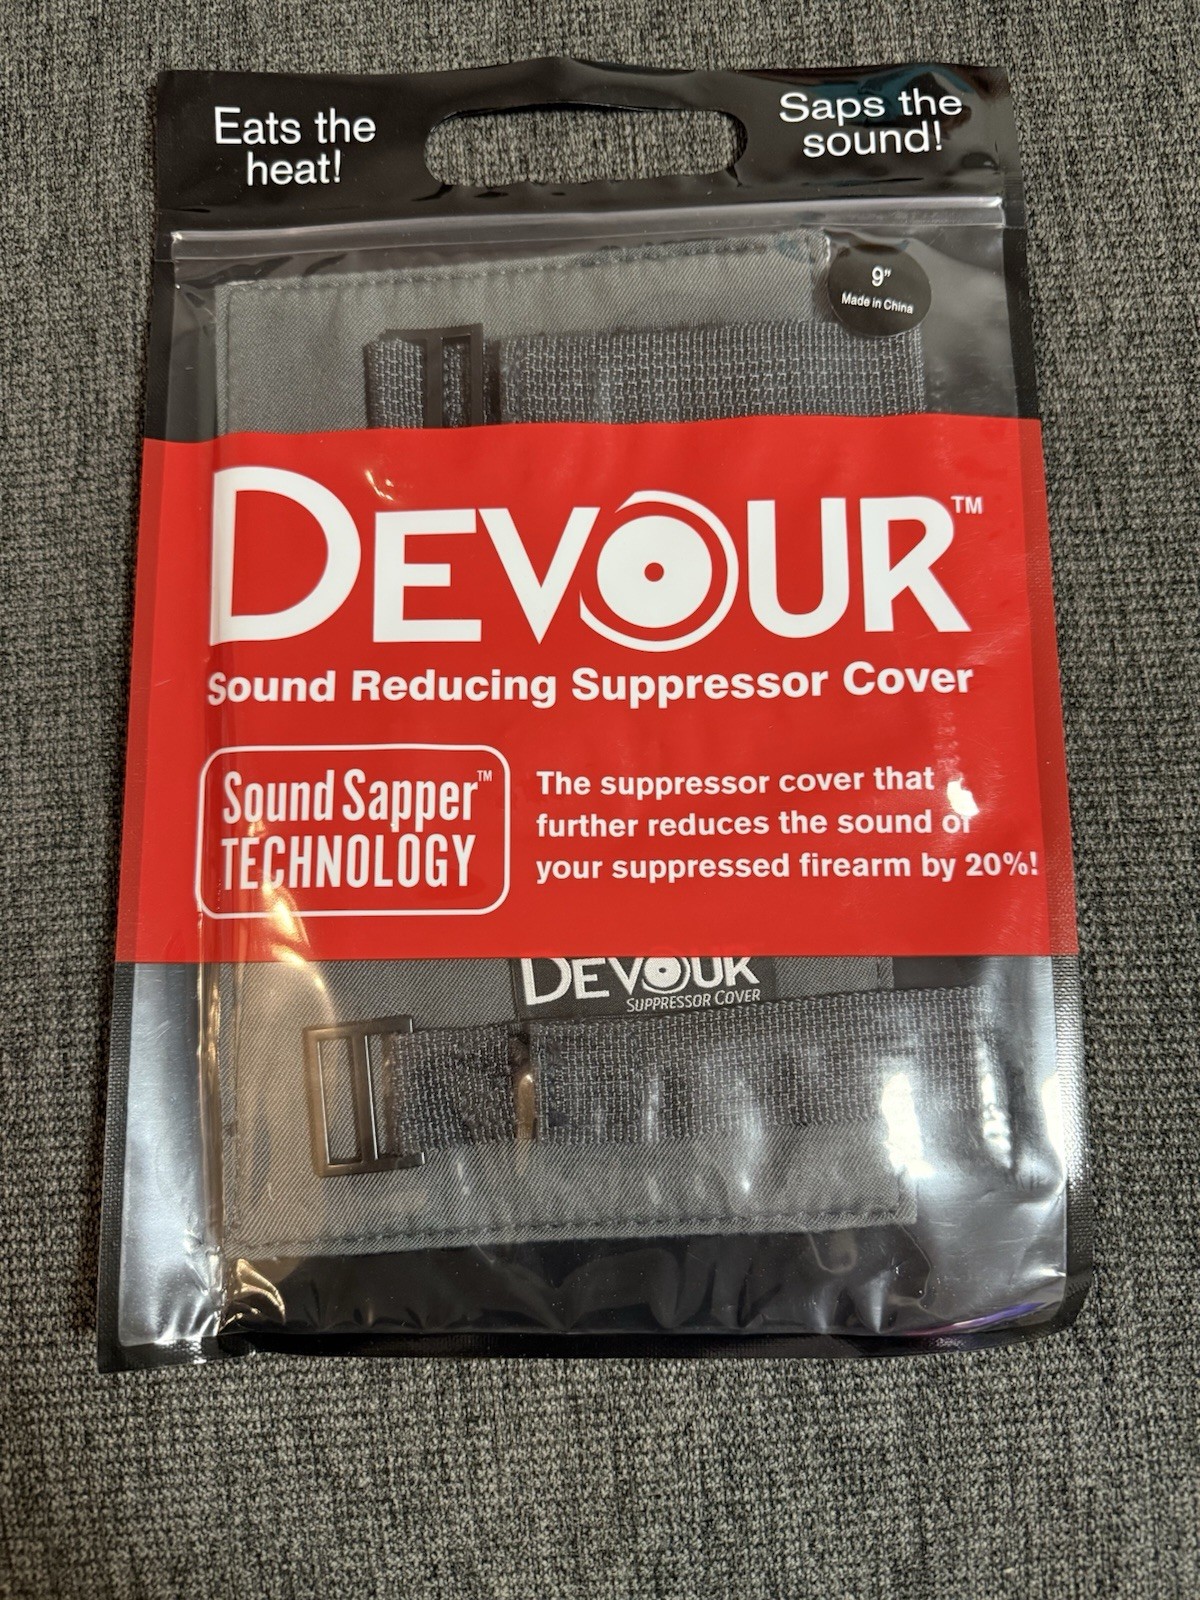 Eats the
heat!
Saps the
sound!
9"
Made in China
DEVOUR™
Sound Reducing Suppressor Cover
Sound Sapper™
TECHNOLOGY
The suppressor cover that
further reduces the sound of
your suppressed firearm by 20%!
DEVOUR
SUPPRESSOR COVER